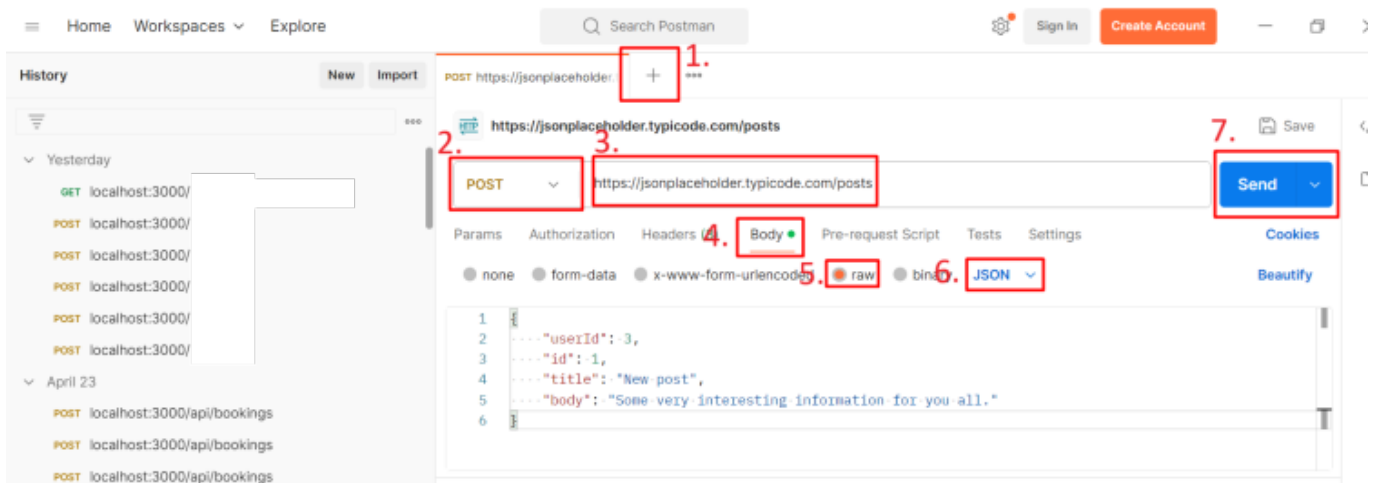 Home Workspaces Explore Search Postman Sign In Create Account
1.
History New Import POST https://jsonplaceholder. + 
HTTP https://jsonplaceholder.typicode.com/posts Save
2. 3. 7.
Yesterday
GET localhost:3000/
POST https://jsonplaceholder.typicode.com/posts Send
POST localhost:3000/
4.
Params Authorization Headers Body Pre-request Script Tests Settings Cookies
POST localhost:3000/
5. 6.
none form-data x-www-form-urlencoded raw binary JSON Beautify
POST localhost:3000/
POST localhost:3000/
POST localhost:3000/
1 {
2 "userId": 3,
3 "id": 1,
4 "title": "New post",
5 "body": "Some very interesting information for you all."
6 }
April 23
POST localhost:3000/api/bookings
POST localhost:3000/api/bookings
POST localhost:3000/api/bookings